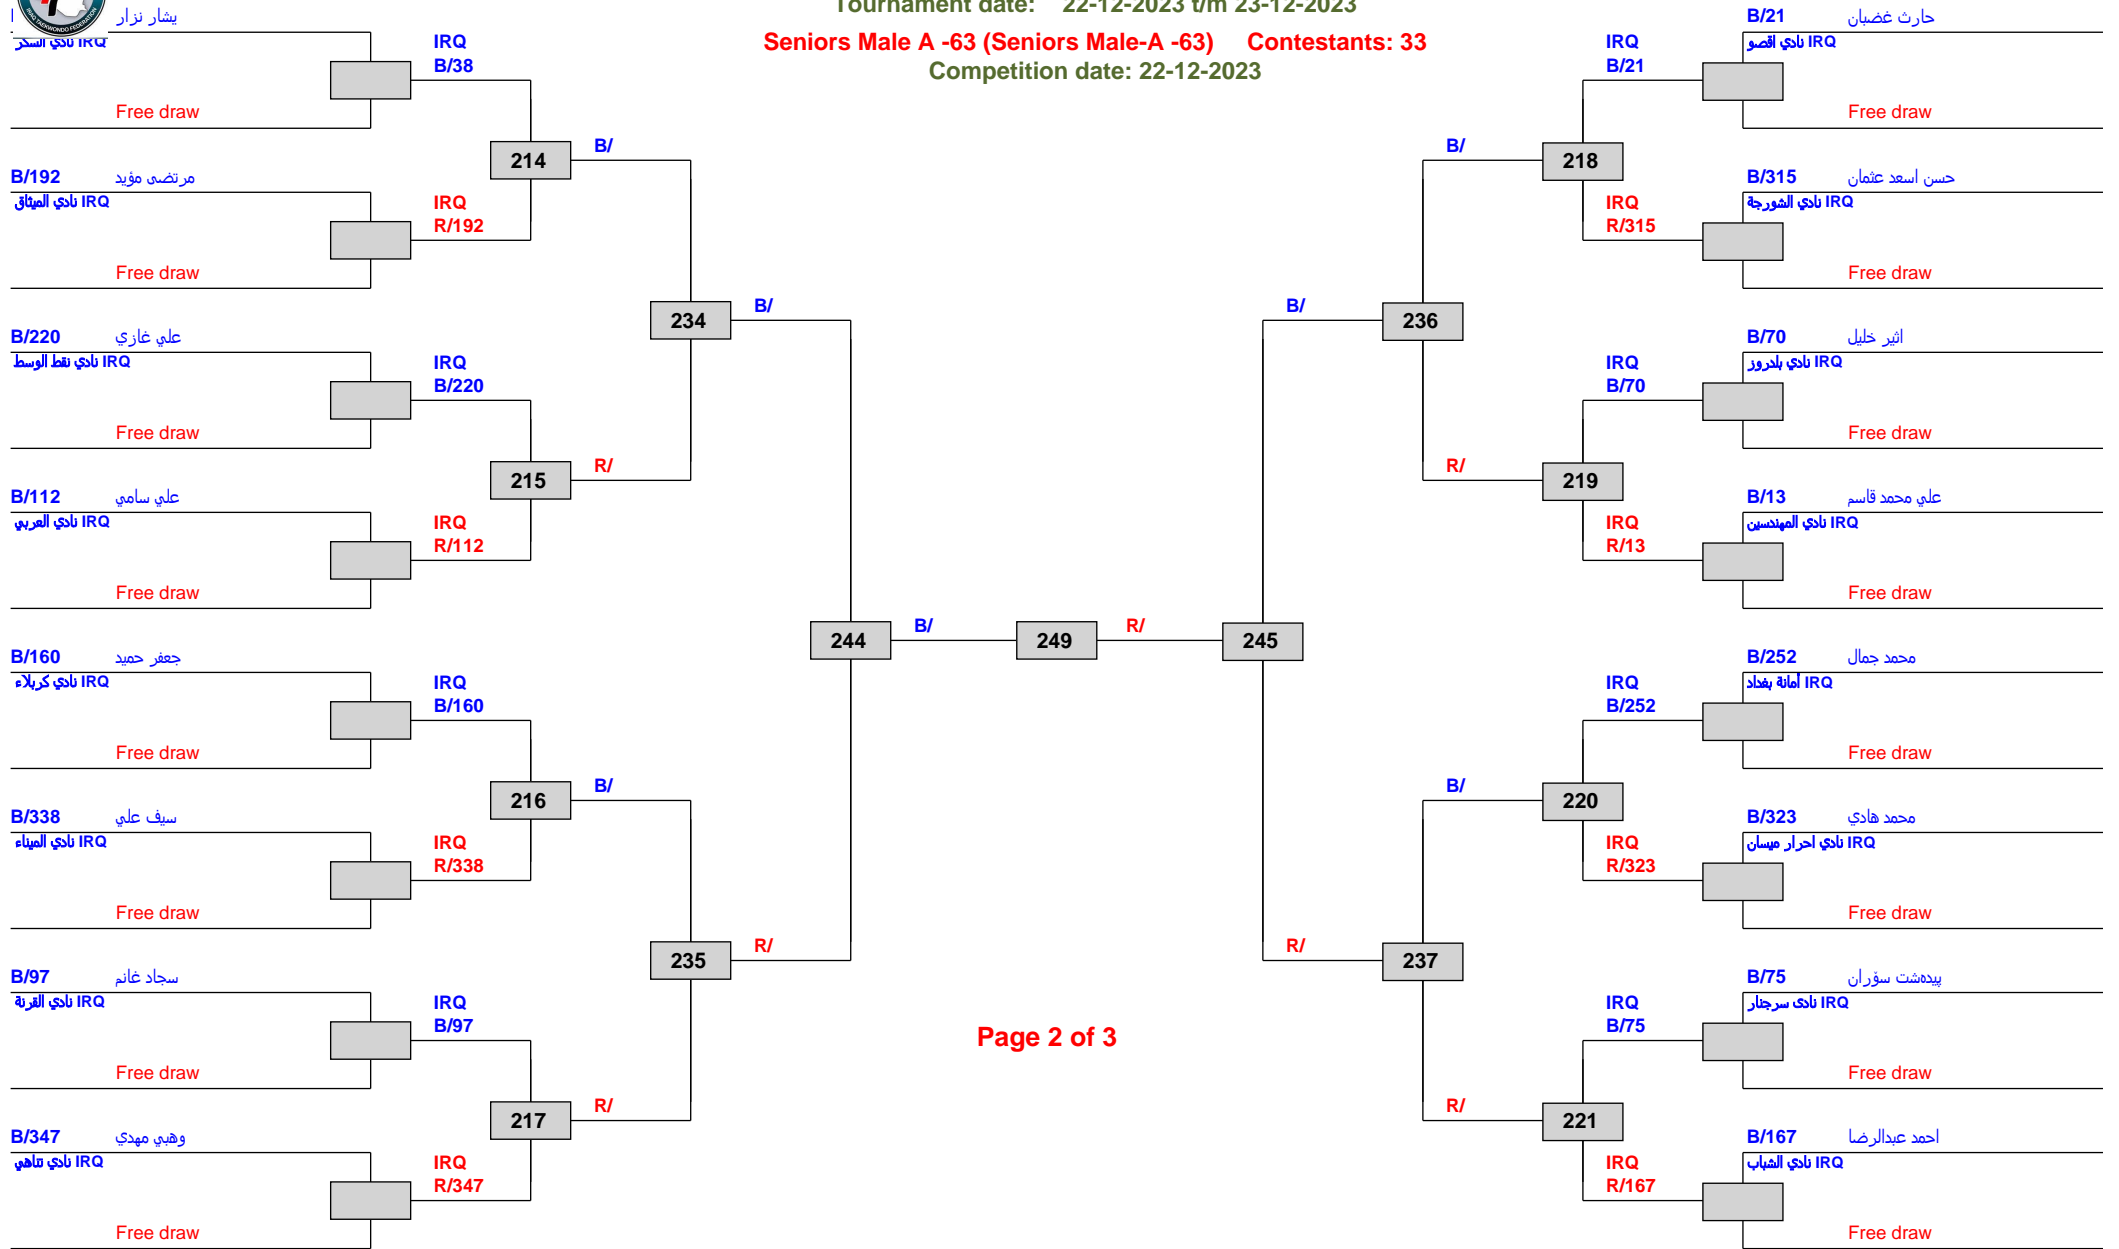 IRAQ TAEKWONDO FEDERATION
Tournament date: 22-12-2023 t/m 23-12-2023
Seniors Male A -63 (Seniors Male-A -63) Contestants: 33
Competition date: 22-12-2023
يشار نزار
IRQ نادي السكر
Free draw
IRQ
B/38
B/192 مرتضى مؤيد
IRQ نادي الميثاق
Free draw
IRQ
R/192
214
B/
B/220 علي غازي
IRQ نادي نفط الوسط
Free draw
IRQ
B/220
B/112 علي سامي
IRQ نادي العربي
Free draw
IRQ
R/112
215
R/
234
B/
B/160 جعفر حميد
IRQ نادي كربلاء
Free draw
IRQ
B/160
B/338 سيف علي
IRQ نادي الميناء
Free draw
IRQ
R/338
216
B/
B/97 سجاد غانم
IRQ نادي القرنة
Free draw
IRQ
B/97
B/347 وهبي مهدي
IRQ نادي تناهي
Free draw
IRQ
R/347
217
R/
235
R/
244
B/
249
R/
245
B/21 حارث غضبان
IRQ نادي اقصو
Free draw
IRQ
B/21
B/315 حسن اسعد عثمان
IRQ نادي الشورجة
Free draw
IRQ
R/315
218
B/
B/70 اثير خليل
IRQ نادي بلدروز
Free draw
IRQ
B/70
B/13 علي محمد قاسم
IRQ نادي المهندسين
Free draw
IRQ
R/13
219
R/
236
B/
B/252 محمد جمال
IRQ أمانة بغداد
Free draw
IRQ
B/252
B/323 محمد هادي
IRQ نادي احرار ميسان
Free draw
IRQ
R/323
220
B/
B/75 پیدەشت سۆران
IRQ نادى سرجنار
Free draw
IRQ
B/75
B/167 احمد عبدالرضا
IRQ نادي الشباب
Free draw
IRQ
R/167
221
R/
237
R/
Page 2 of 3